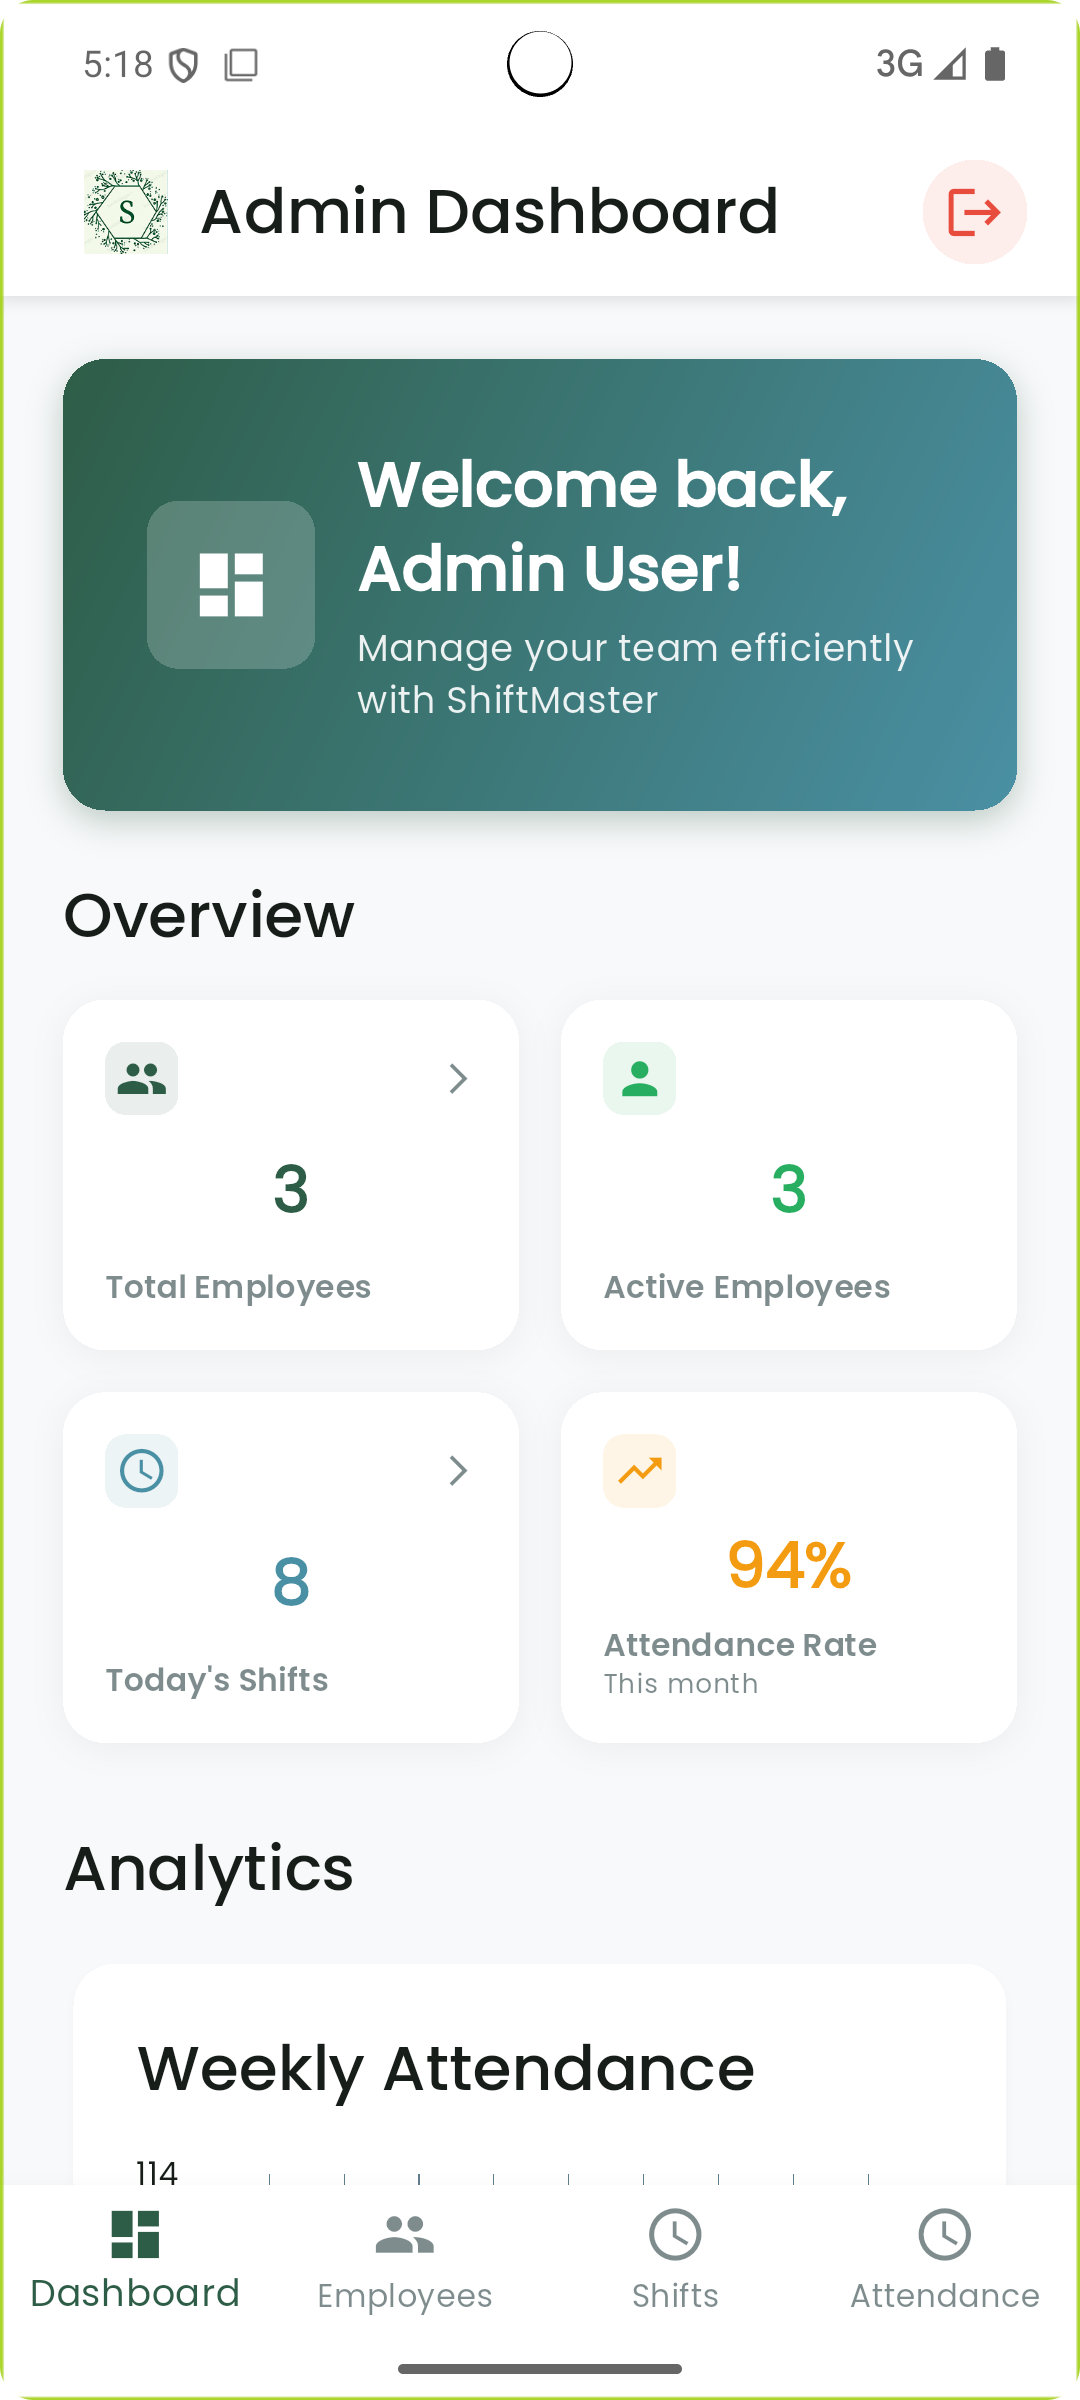 5:18
3G
S
Admin Dashboard
Welcome back,
Admin User!
Manage your team efficiently
with ShiftMaster
Overview
3
Total Employees
3
Active Employees
8
Today's Shifts
94%
Attendance Rate
This month
Analytics
Weekly Attendance
114
Dashboard
Employees
Shifts
Attendance